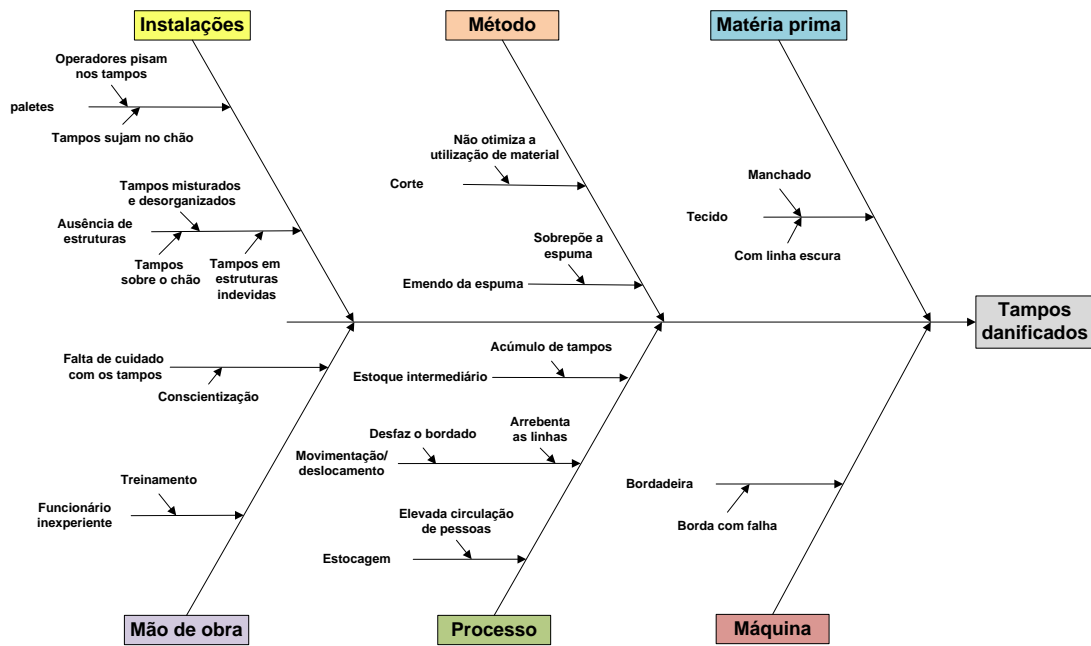 Instalações
Método
Matéria prima
Operadores pisam
nos tampos
paletes
Tampos sujam no chão
Tampos misturados
e desorganizados
Ausência de
estruturas
Tampos
sobre o chão
Tampos em
estruturas
indevidas
Não otimiza a
utilização de material
Corte
Sobrepõe a
espuma
Emendo da espuma
Manchado
Tecido
Com linha escura
Tampos
danificados
Falta de cuidado
com os tampos
Conscientização
Treinamento
Funcionário
inexperiente
Acúmulo de tampos
Estoque intermediário
Desfaz o bordado
Arrebenta
as linhas
Movimentação/
deslocamento
Elevada circulação
de pessoas
Estocagem
Bordadeira
Borda com falha
Mão de obra
Processo
Máquina